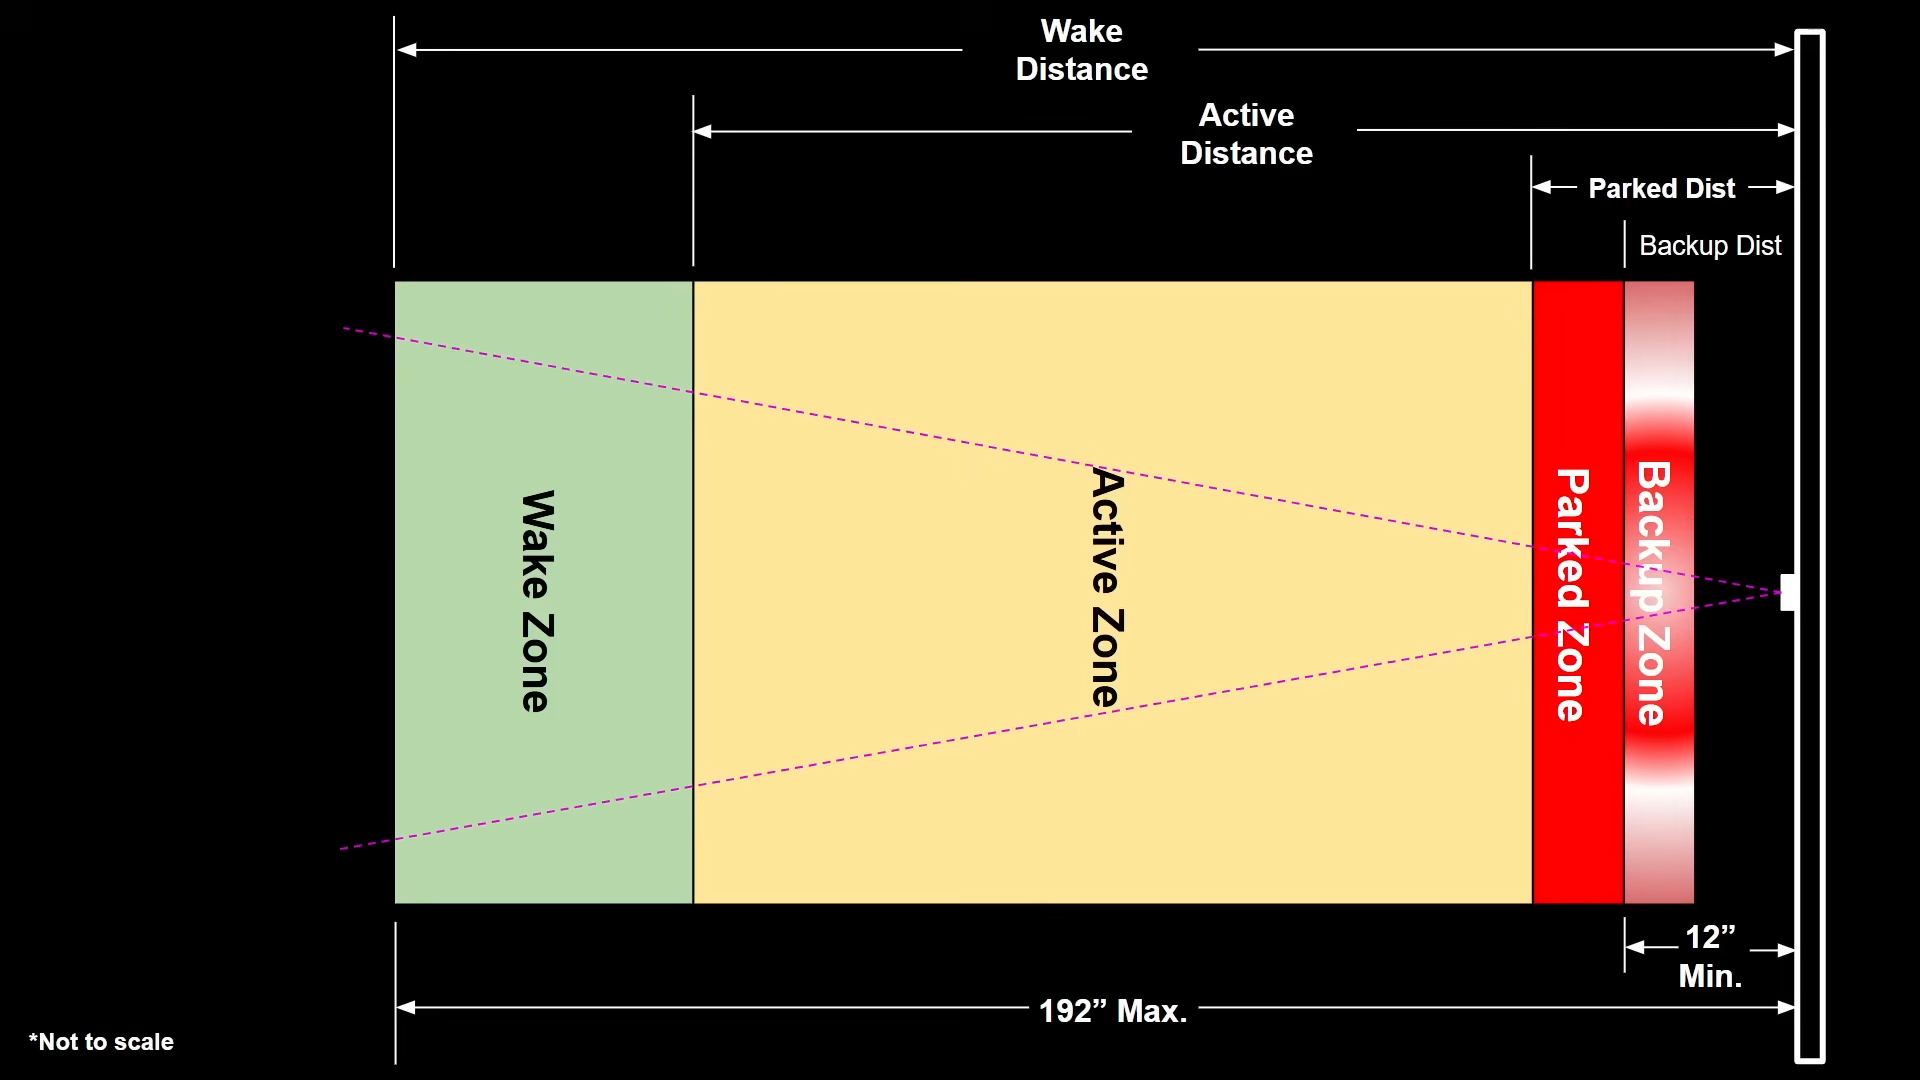 Wake
Distance
Active
Distance
Parked Dist
Backup Dist
Wake Zone
Active Zone
Parked Zone
Backup Zone
12”
Min.
192” Max.
*Not to scale